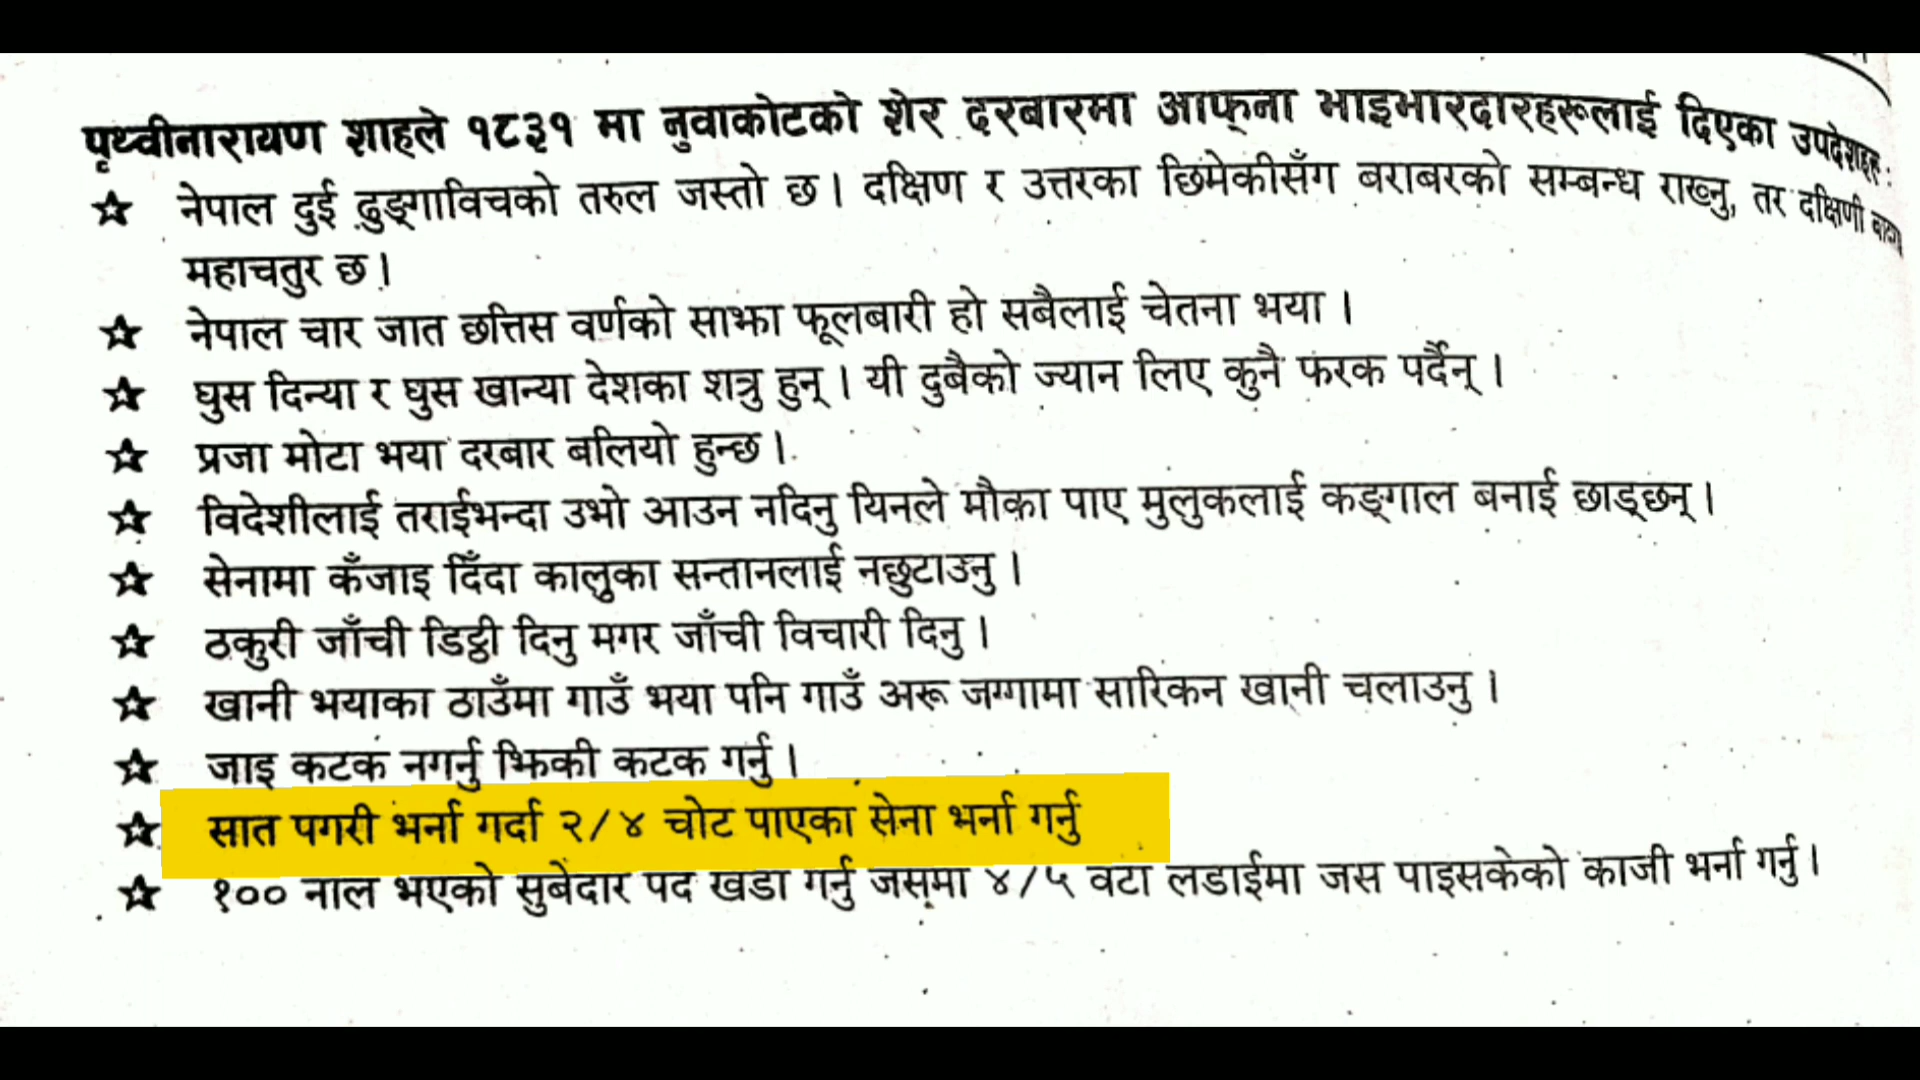 पृथ्वीनारायण शाहले १८३१ मा नुवाकोटको शेर दरबारमा आफ्ना भाइभारदारहरूलाई दिएका उपदेशहरू :
☆ नेपाल दुई ढुङ्गाविचको तरुल जस्तो छ । दक्षिण र उत्तरका छिमेकीसँग बराबरको सम्बन्ध राख्नु, तर दक्षिणी
महाचतुर छ ।
☆ नेपाल चार जात छत्तिस वर्णको साझा फूलबारी हो सबैलाई चेतना भया ।
☆ घुस दिन्या र घुस खान्या देशका शत्रु हुन् । यी दुबैको ज्यान लिए कुनै फरक पर्दैन् ।
☆ प्रजा मोटा भया दरबार बलियो हुन्छ ।
☆ विदेशीलाई तराईभन्दा उभो आउन नदिनु यिनले मौका पाए मुलुकलाई कङ्गाल बनाई छाड्छन् ।
☆ सेनामा कँजाइ दिँदा कालुका सन्तानलाई नछुटाउनु ।
☆ ठकुरी जाँची डिट्ठी दिनु मगर जाँची विचारी दिनु ।
☆ खानी भयाका ठाउँमा गाउँ भया पनि गाउँ अरू जग्गामा सारिकन खानी चलाउनु ।
☆ जाइ कटक नगर्नु झिकी कटक गर्नु ।
☆ सात पगरी भर्ना गर्दा २/४ चोट पाएका सेना भर्ना गर्नु
☆ १०० नाल भएको सुबेदार पद खडा गर्नु जसमा ४/५ वटा लडाईमा जस पाइसकेको काजी भर्ना गर्नु ।